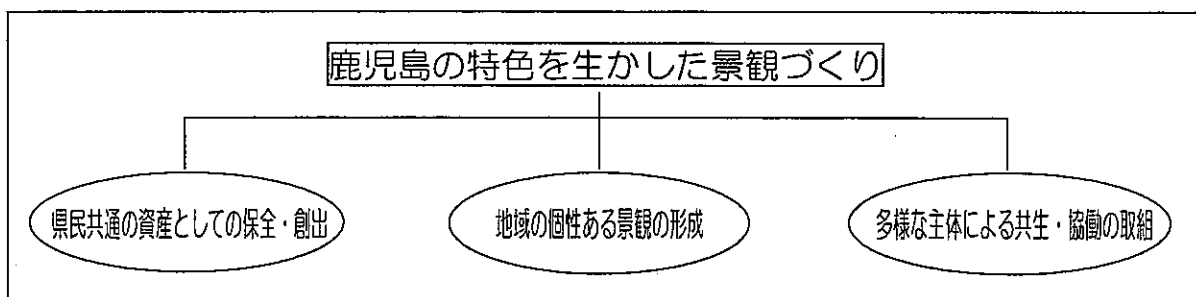 鹿児島の特色を生かした景観づくり
県民共通の資産としての保全・創出
地域の個性ある景観の形成
多様な主体による共生・協働の取組